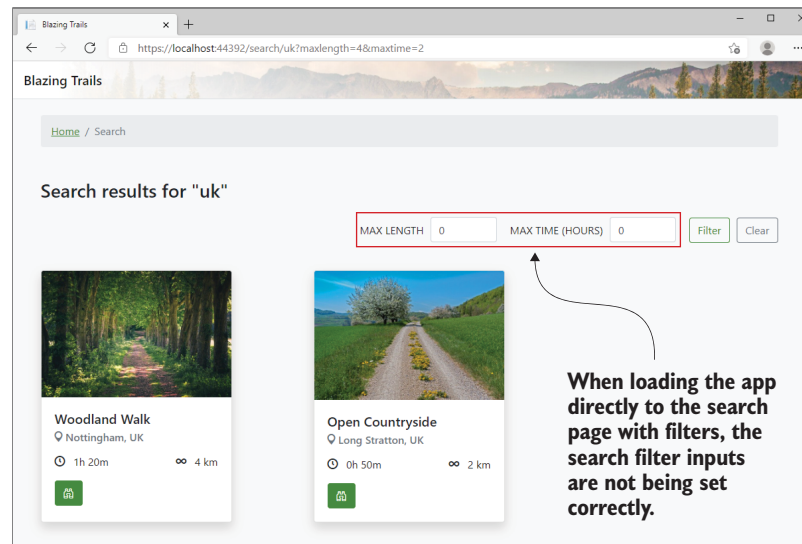 Blazing Trails
https://localhost:44392/search/uk?maxlength=4&maxtime=2
Blazing Trails
Home / Search
Search results for "uk"
MAX LENGTH 0 MAX TIME (HOURS) 0 Filter Clear
Woodland Walk
Nottingham, UK
1h 20m 4 km
Open Countryside
Long Stratton, UK
0h 50m 2 km
When loading the app
directly to the search
page with filters, the
search filter inputs
are not being set
correctly.